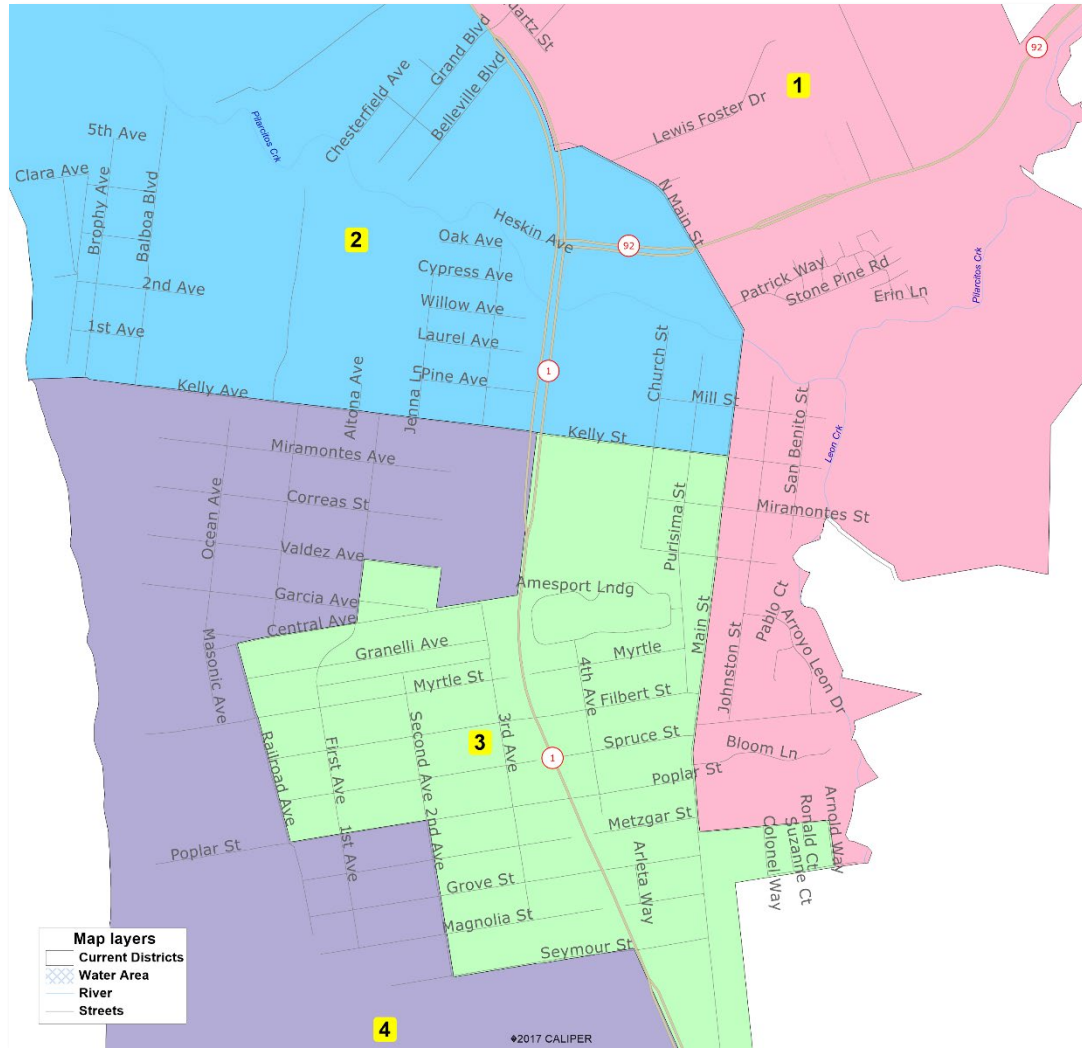 Grand Blvd
92
1
Chesterfield Ave
Belleville Blvd
Lewis Foster Dr
5th Ave
Pilarcitos Crk
Clara Ave
Brophy Ave
Balboa Blvd
N Main St
Heskin Ave
2
Oak Ave
92
Cypress Ave
Patrick Way
Stone Pine Rd
Erin Ln
Pilarcitos Crk
2nd Ave
Willow Ave
1st Ave
Laurel Ave
Church St
1
Pine Ave
Kelly Ave
Altona Ave
Jenna Ln
Mill St
San Benito St
Kelly St
Leon Crk
Miramontes Ave
Ocean Ave
Correas St
Purisima St
Miramontes St
Valdez Ave
Amesport Lndg
Garcia Ave
Central Ave
Pablo Ct
Main St
Johnston St
Arroyo Leon Dr
Granelli Ave
Myrtle
Masonic Ave
Myrtle St
4th Ave
Filbert St
Second Ave
3rd Ave
3
Spruce St
Bloom Ln
Railroad Ave
First Ave
1
Poplar St
2nd Ave
Metzgar St
Colonel Way
Suzanne Ct
Ronald Ct
Arnold Way
Poplar St
1st Ave
Grove St
Arleta Way
Magnolia St
Seymour St
Map layers
Current Districts
Water Area
River
Streets
4
©2017 CALIPER